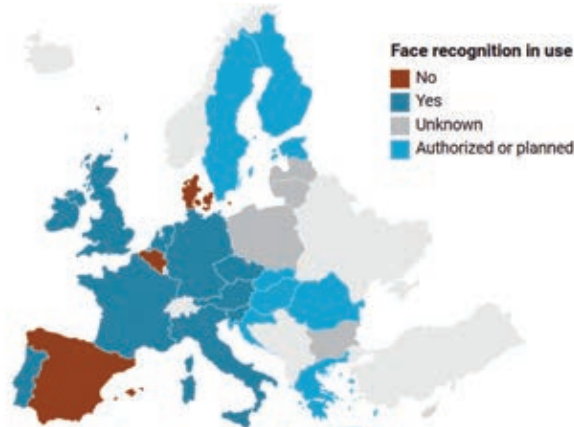 Face recognition in use
No
Yes
Unknown
Authorized or planned